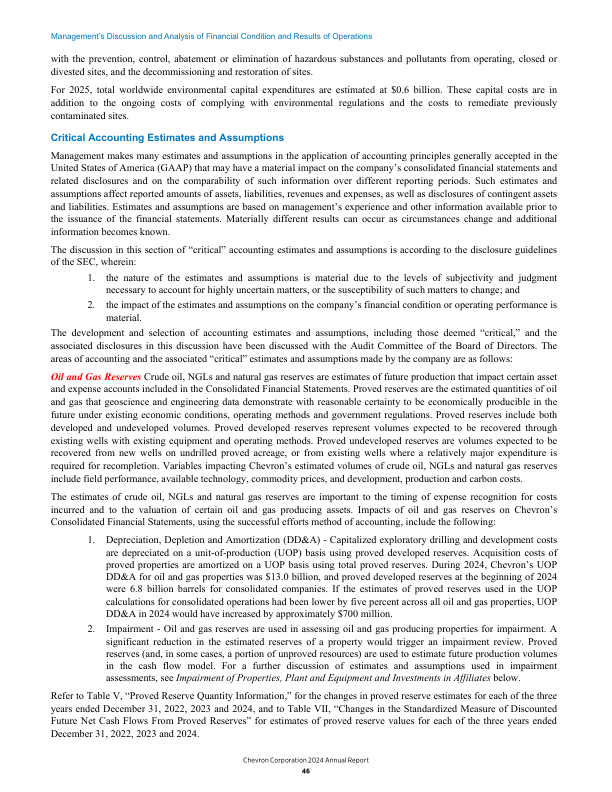 Management’s Discussion and Analysis of Financial Condition and Results of Operations
with the prevention, control, abatement or elimination of hazardous substances and pollutants from operating, closed or
divested sites, and the decommissioning and restoration of sites.
For 2025, total worldwide environmental capital expenditures are estimated at $0.6 billion. These capital costs are in
addition to the ongoing costs of complying with environmental regulations and the costs to remediate previously
contaminated sites.
Critical Accounting Estimates and Assumptions
Management makes many estimates and assumptions in the application of accounting principles generally accepted in the
United States of America (GAAP) that may have a material impact on the company’s consolidated financial statements and
related disclosures and on the comparability of such information over different reporting periods. Such estimates and
assumptions affect reported amounts of assets, liabilities, revenues and expenses, as well as disclosures of contingent assets
and liabilities. Estimates and assumptions are based on management’s experience and other information available prior to
the issuance of the financial statements. Materially different results can occur as circumstances change and additional
information becomes known.
The discussion in this section of “critical” accounting estimates and assumptions is according to the disclosure guidelines
of the SEC, wherein:
1. the nature of the estimates and assumptions is material due to the levels of subjectivity and judgment
necessary to account for highly uncertain matters, or the susceptibility of such matters to change; and
2. the impact of the estimates and assumptions on the company’s financial condition or operating performance is
material.
The development and selection of accounting estimates and assumptions, including those deemed “critical,” and the
associated disclosures in this discussion have been discussed with the Audit Committee of the Board of Directors. The
areas of accounting and the associated “critical” estimates and assumptions made by the company are as follows:
Oil and Gas Reserves Crude oil, NGLs and natural gas reserves are estimates of future production that impact certain asset
and expense accounts included in the Consolidated Financial Statements. Proved reserves are the estimated quantities of oil
and gas that geoscience and engineering data demonstrate with reasonable certainty to be economically producible in the
future under existing economic conditions, operating methods and government regulations. Proved reserves include both
developed and undeveloped volumes. Proved developed reserves represent volumes expected to be recovered through
existing wells with existing equipment and operating methods. Proved undeveloped reserves are volumes expected to be
recovered from new wells on undrilled proved acreage, or from existing wells where a relatively major expenditure is
required for recompletion. Variables impacting Chevron’s estimated volumes of crude oil, NGLs and natural gas reserves
include field performance, available technology, commodity prices, and development, production and carbon costs.
The estimates of crude oil, NGLs and natural gas reserves are important to the timing of expense recognition for costs
incurred and to the valuation of certain oil and gas producing assets. Impacts of oil and gas reserves on Chevron’s
Consolidated Financial Statements, using the successful efforts method of accounting, include the following:
1. Depreciation, Depletion and Amortization (DD&A) - Capitalized exploratory drilling and development costs
are depreciated on a unit-of-production (UOP) basis using proved developed reserves. Acquisition costs of
proved properties are amortized on a UOP basis using total proved reserves. During 2024, Chevron’s UOP
DD&A for oil and gas properties was $13.0 billion, and proved developed reserves at the beginning of 2024
were 6.8 billion barrels for consolidated companies. If the estimates of proved reserves used in the UOP
calculations for consolidated operations had been lower by five percent across all oil and gas properties, UOP
DD&A in 2024 would have increased by approximately $700 million.
2. Impairment - Oil and gas reserves are used in assessing oil and gas producing properties for impairment. A
significant reduction in the estimated reserves of a property would trigger an impairment review. Proved
reserves (and, in some cases, a portion of unproved resources) are used to estimate future production volumes
in the cash flow model. For a further discussion of estimates and assumptions used in impairment
assessments, see Impairment of Properties, Plant and Equipment and Investments in Affiliates below.
Refer to Table V, “Proved Reserve Quantity Information,” for the changes in proved reserve estimates for each of the three
years ended December 31, 2022, 2023 and 2024, and to Table VII, “Changes in the Standardized Measure of Discounted
Future Net Cash Flows From Proved Reserves” for estimates of proved reserve values for each of the three years ended
December 31, 2022, 2023 and 2024.
Chevron Corporation 2024 Annual Report
46